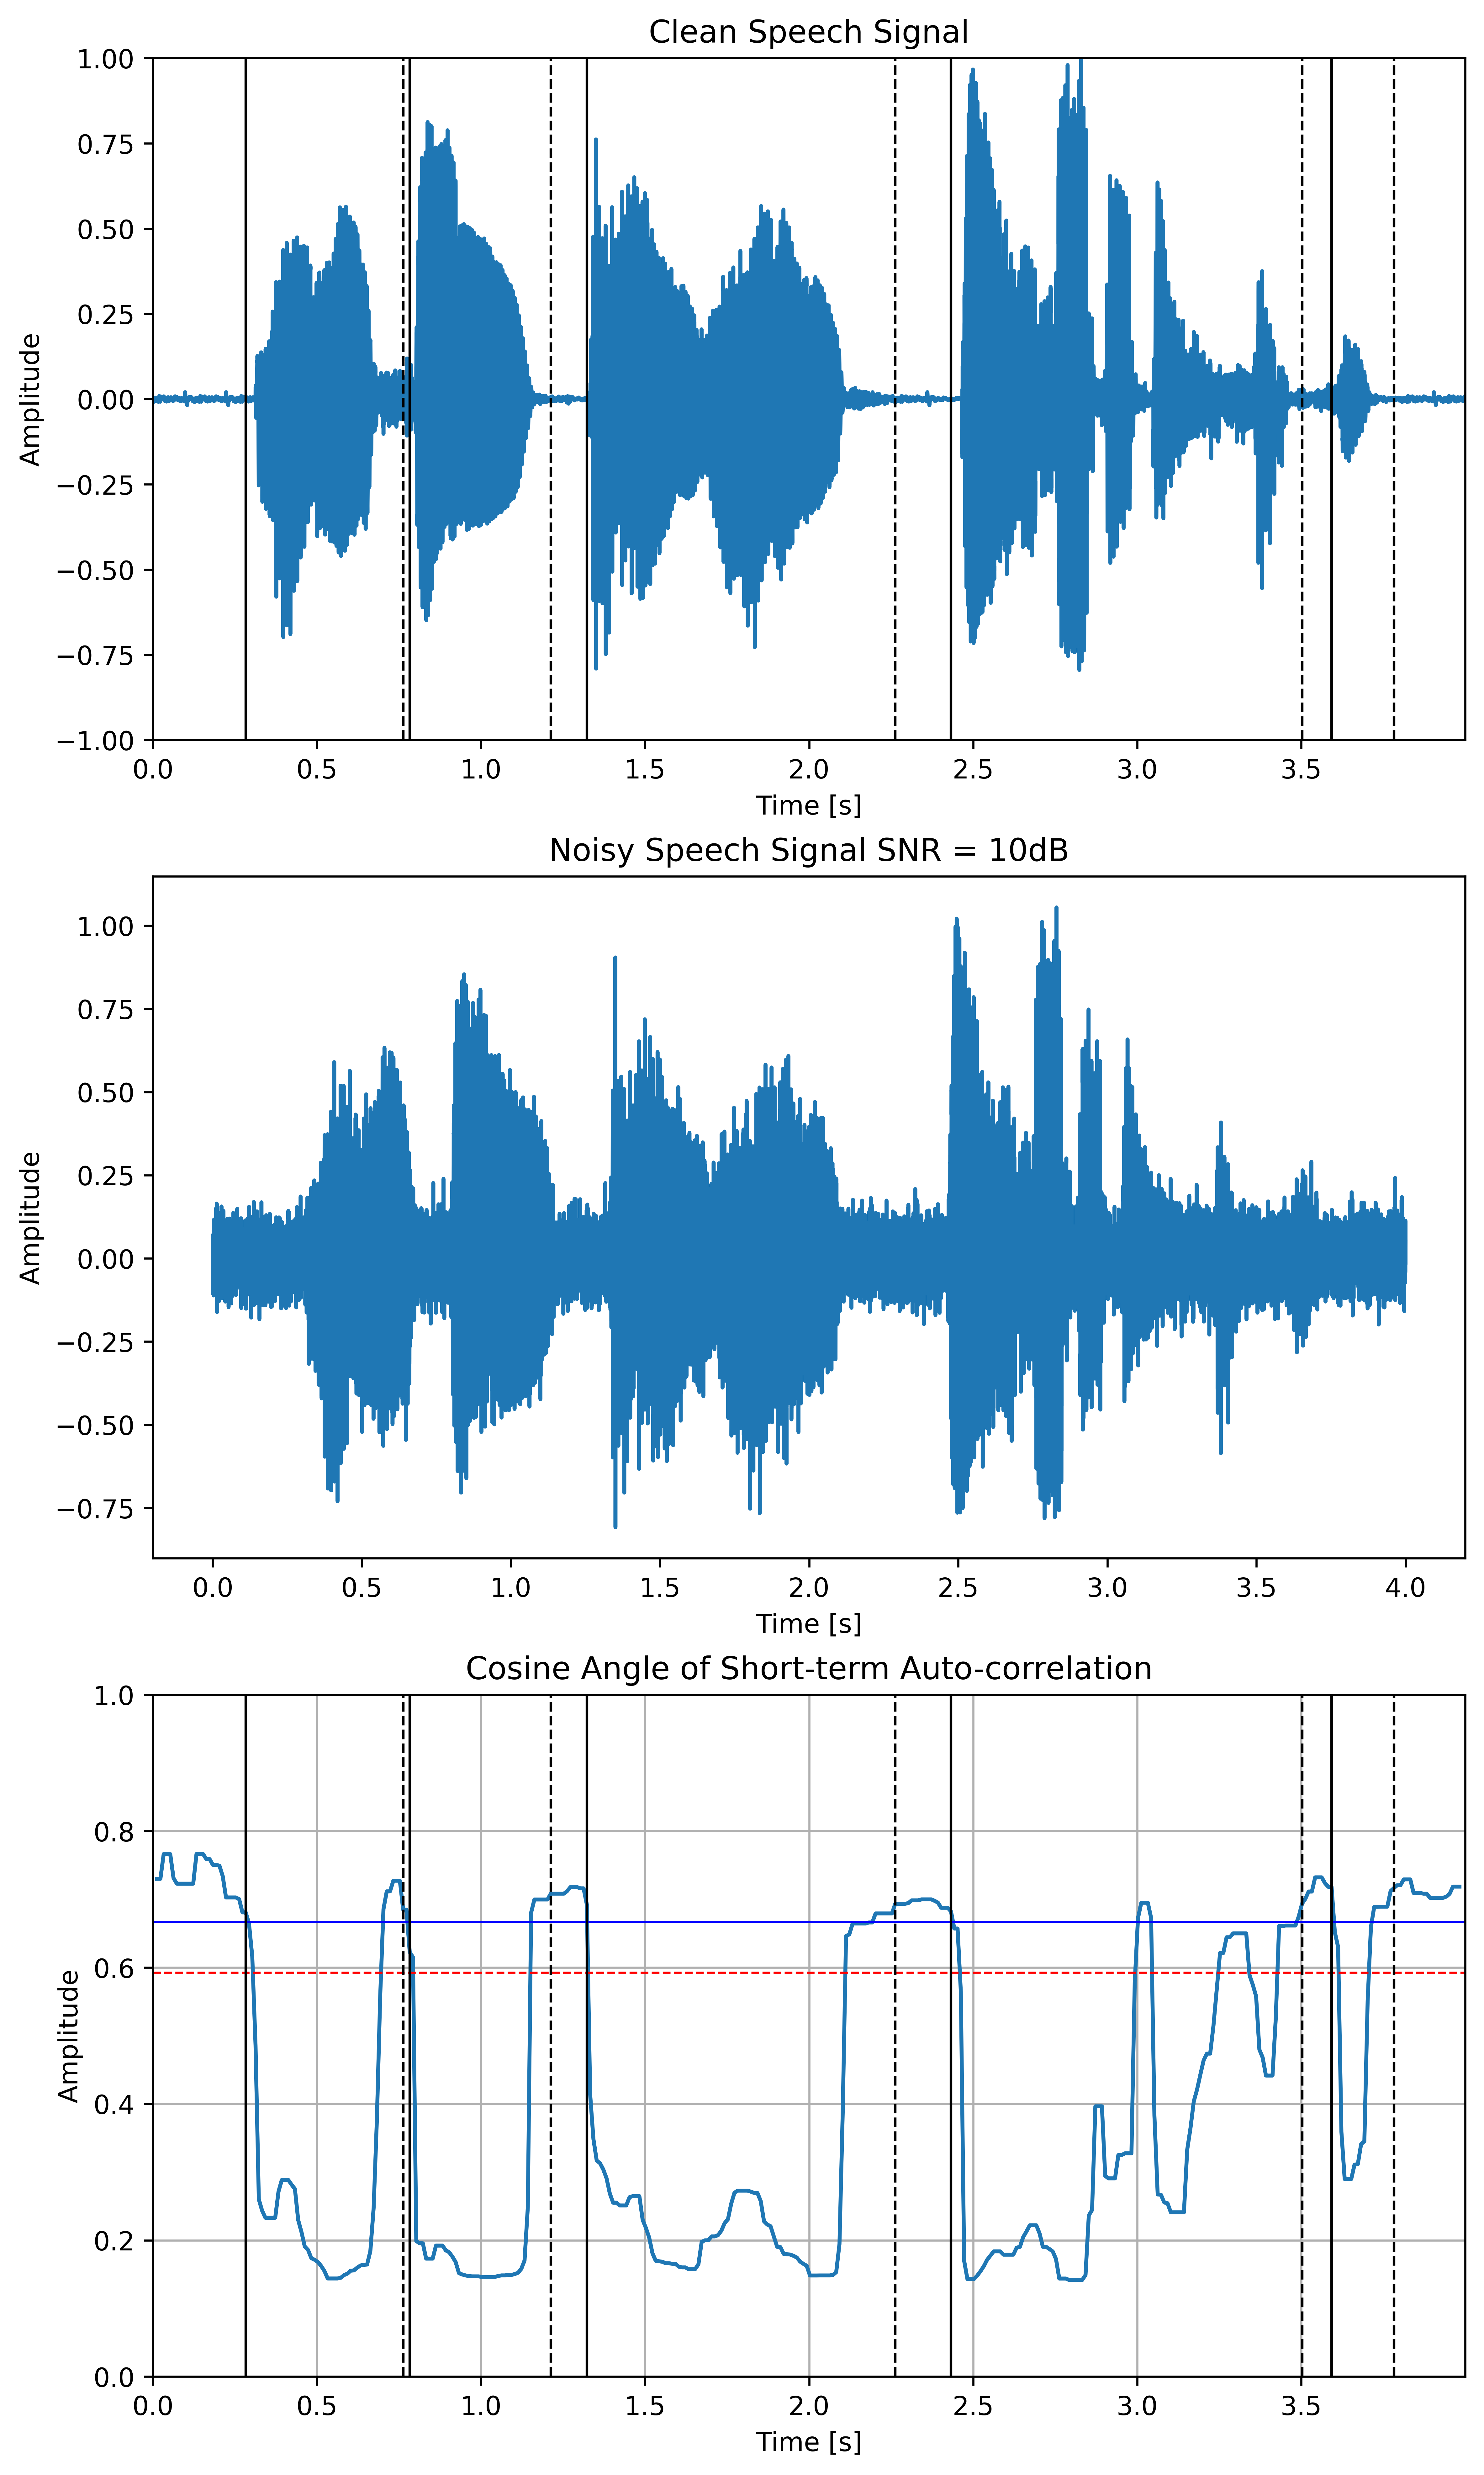 Clean Speech Signal
1.00
0.75
0.50
0.25
0.00
−0.25
−0.50
−0.75
−1.00
Amplitude
0.0 0.5 1.0 1.5 2.0 2.5 3.0 3.5
Time [s]
Noisy Speech Signal SNR = 10dB
1.00
0.75
0.50
0.25
0.00
−0.25
−0.50
−0.75
Amplitude
0.0 0.5 1.0 1.5 2.0 2.5 3.0 3.5 4.0
Time [s]
Cosine Angle of Short-term Auto-correlation
1.0
0.8
0.6
0.4
0.2
0.0
Amplitude
0.0 0.5 1.0 1.5 2.0 2.5 3.0 3.5
Time [s]